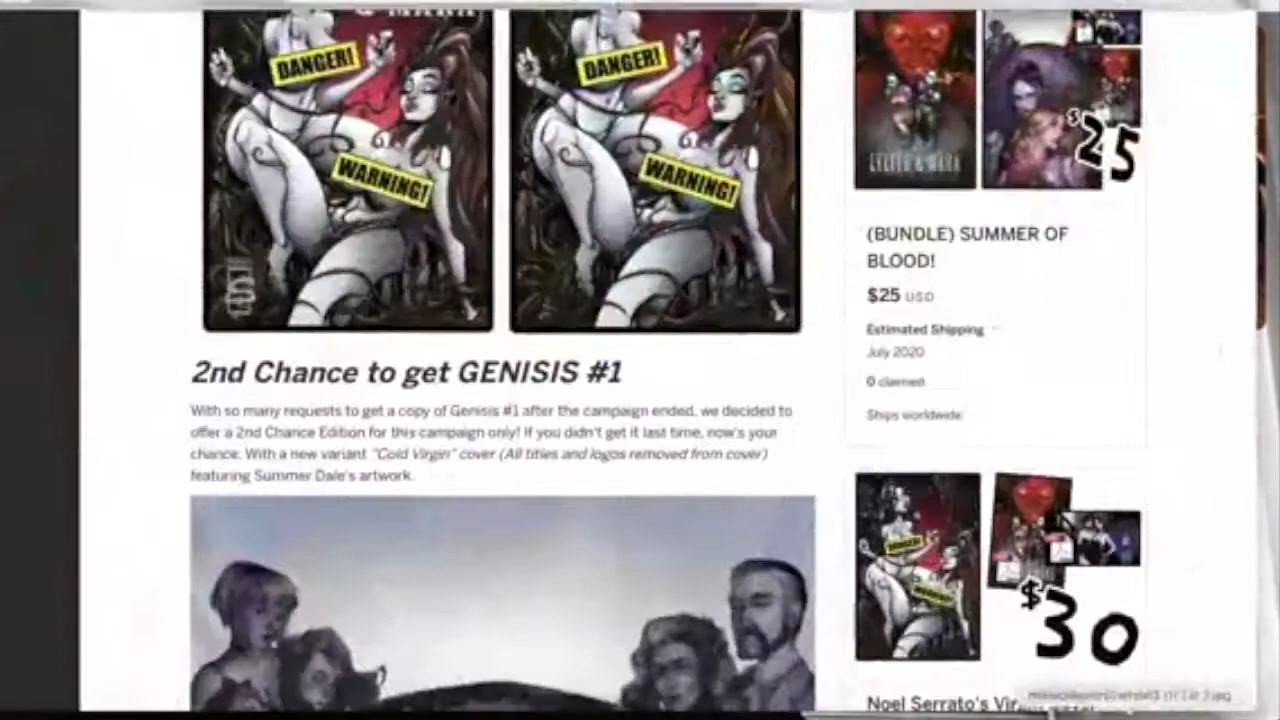 DANGER!
WARNING!
DANGER!
WARNING!
2nd Chance to get GENISIS #1
With so many requests to get a copy of Genisis #1 after the campaign ended, we decided to
offer a 2nd Chance Edition for this campaign only! If you didn't get it last time, now's your
chance. With a new variant "Cold Virgin" cover (All titles and logos removed from cover)
featuring Summer Dale's artwork.
LILITH & MARA
$25
(BUNDLE) SUMMER OF
BLOOD!
$25 USD
Estimated Shipping
July 2020
0 claimed
Ships worldwide
$30
Noel Serrato's